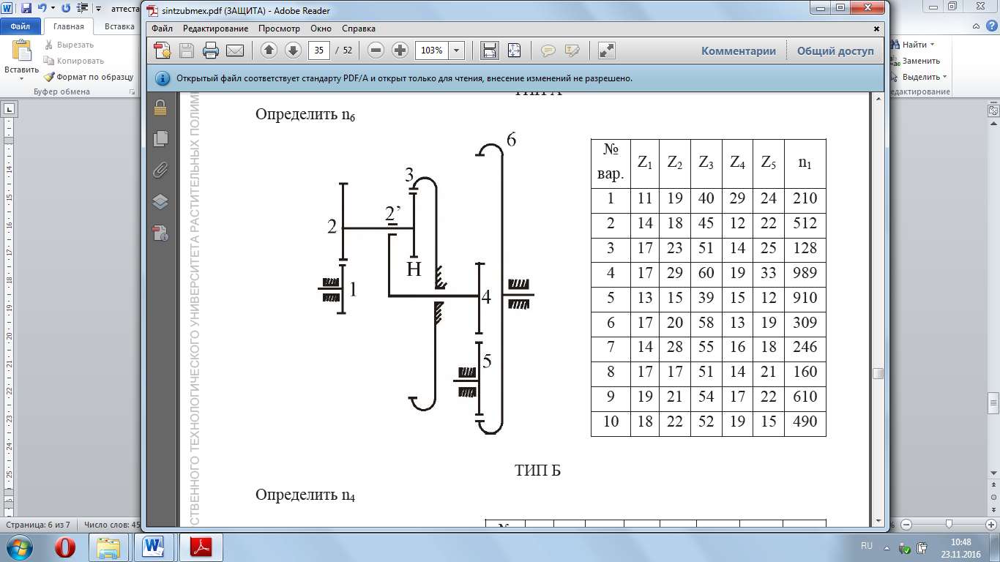 аттеста
sintzubmex.pdf (ЗАЩИТА) - Adobe Reader
Файл
Главная
Вставка
Вставить
Вырезать
Копировать
Формат по образцу
Буфер обмена
Файл Редактирование Просмотр Окно Справка
35 / 52
103%
Комментарии
Общий доступ
Открытый файл соответствует стандарту PDF/A и открыт только для чтения, внесение изменений не разрешено.
Найти
Заменить
Выделить
едактирование
СТВЕННОГО ТЕХНОЛОГИЧЕСКОГО УНИВЕРСИТЕТА РАСТИТЕЛЬНЫХ ПОЛИМЕ
ТИП А
Определить n6
6
3
2'
2
H
1
4
5
№ вар. Z1 Z2 Z3 Z4 Z5 n1
1 11 19 40 29 24 210
2 14 18 45 12 22 512
3 17 23 51 14 25 128
4 17 29 60 19 33 989
5 13 15 39 15 12 910
6 17 20 58 13 19 309
7 14 28 55 16 18 246
8 17 17 51 14 21 160
9 19 21 54 17 22 610
10 18 22 52 19 15 490
ТИП Б
Определить n4
Страница: 6 из 7
Число слов: 45
RU
10:48
23.11.2016